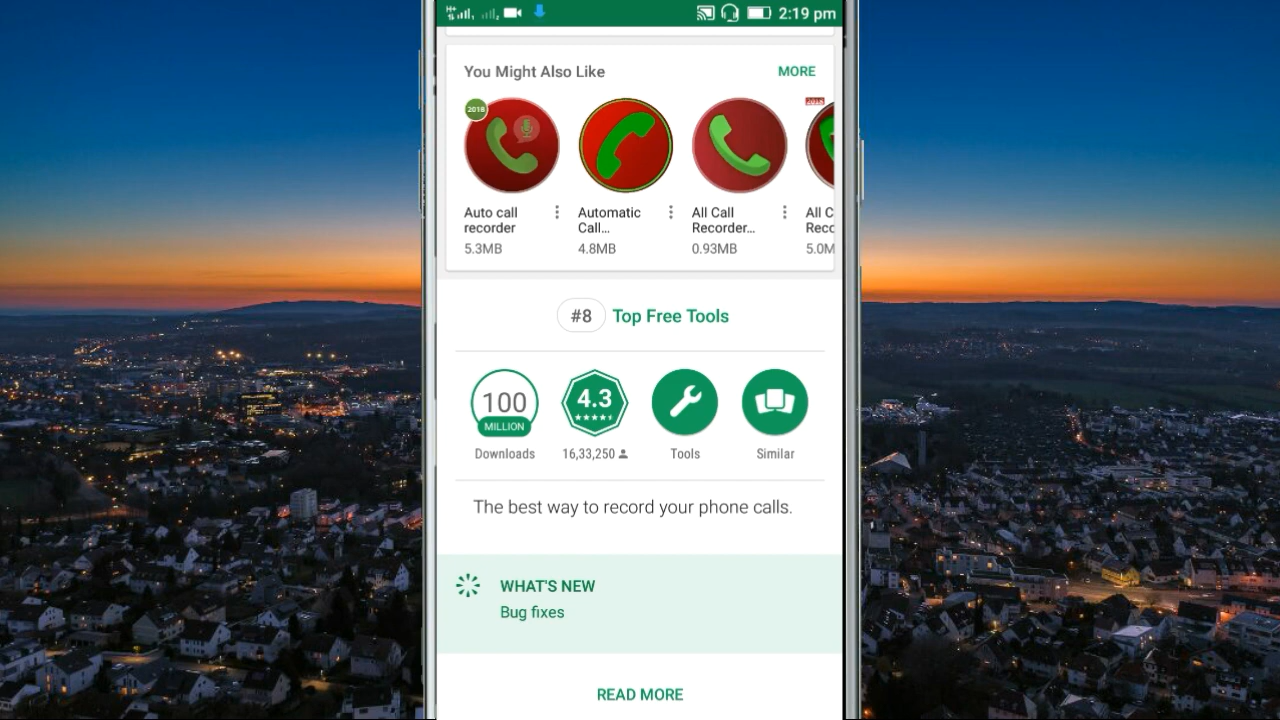 H+
2:19 pm
You Might Also Like
MORE
2018
2018
Auto call
recorder
5.3MB
Automatic
Call...
4.8MB
All Call
Recorder...
0.93MB
All C
Reco
5.0M
#8 Top Free Tools
100
MILLION
Downloads
4.3
16,33,250
Tools
Similar
The best way to record your phone calls.
WHAT'S NEW
Bug fixes
READ MORE